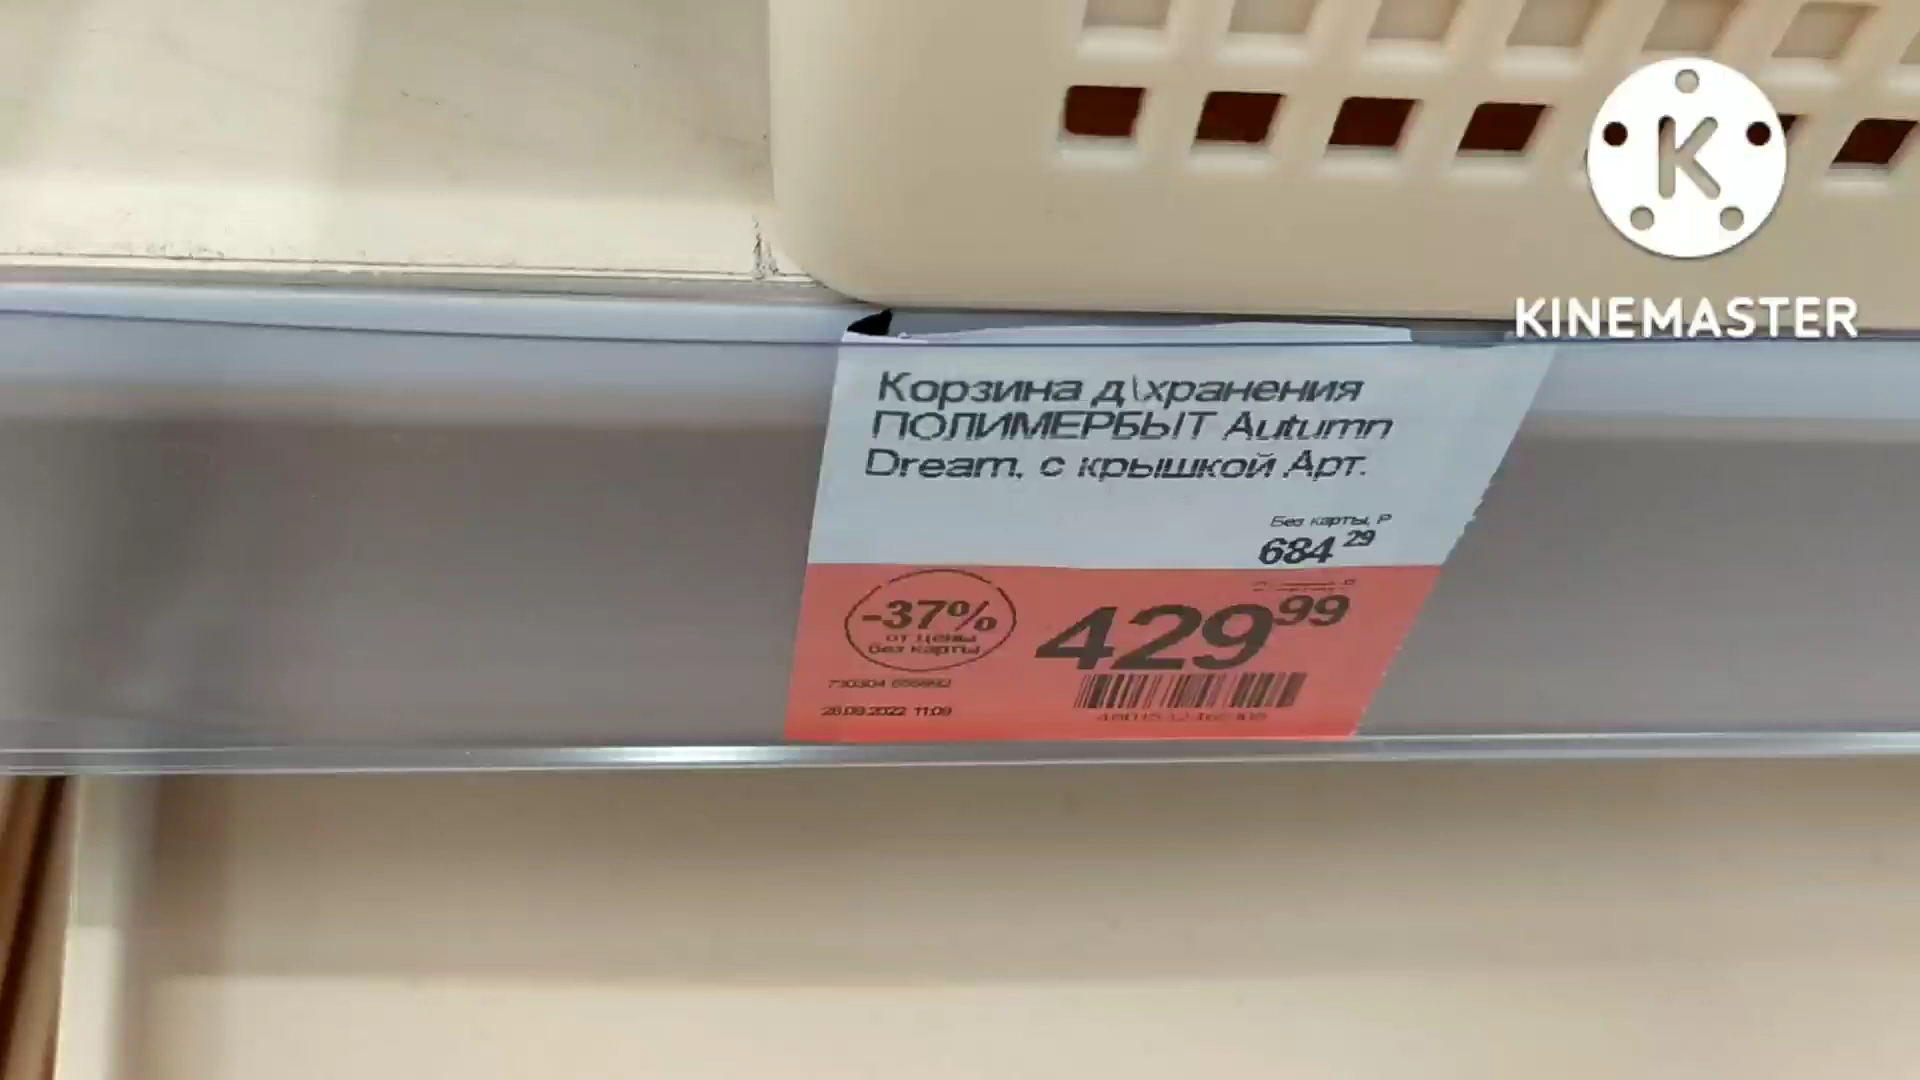 K
KINEMASTER
Корзина д\хранения
ПОЛИМЕРБЫТ Autumn
Dream, с крышкой Арт.
Без карты, Р
684 29
-37%
от цены
без карты
429 99
28.09.2022 11:09